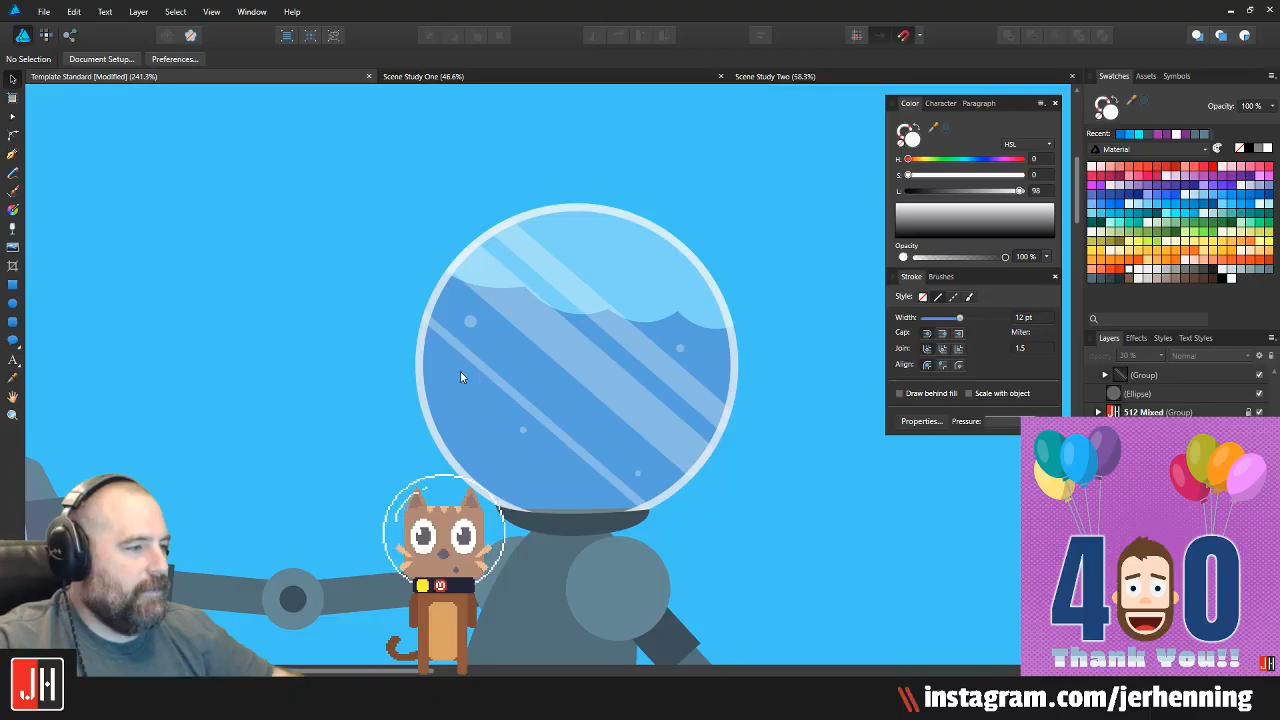 File Edit Text Layer Select View Window Help
No Selection Document Setup... Preferences...
Template Standard [Modified] (241.3%) Scene Study One (46.6%) Scene Study Two (58.3%)
Swatches Assets Symbols
Opacity: 100 %
Recent:
Material
Color Character Paragraph
HSL
H: 0
S: 0
L: 98
Opacity
100 %
Stroke Brushes
Style:
Width: 12 pt
Cap: Miter:
Join: 1.5
Align:
Draw behind fill Scale with object
Properties... Pressure:
Layers Effects Styles Text Styles
Opacity 30 % Normal
(Group)
(Ellipse)
JH 512 Mixed (Group)
400
Thank You!!
JH
JH
\\ instagram.com/jerhenning